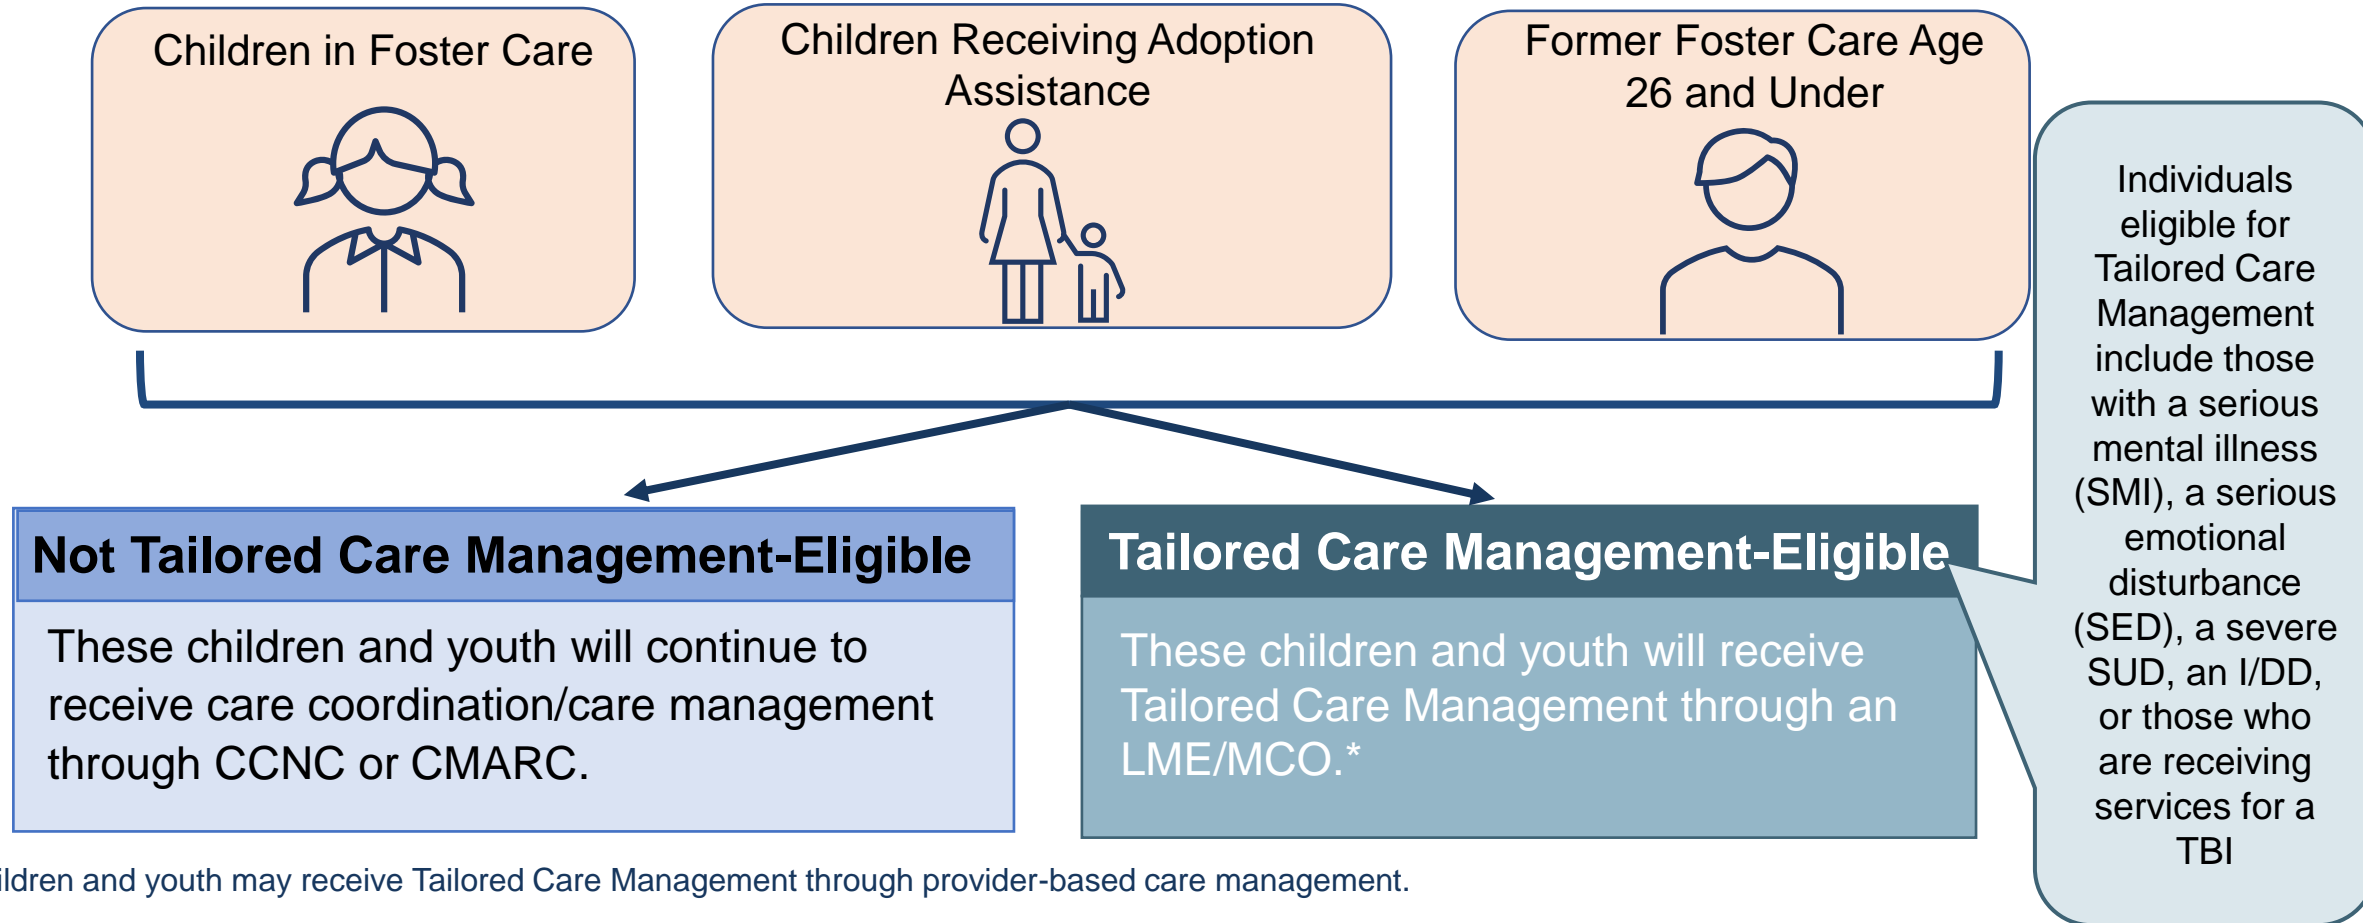 Children in Foster Care
Children Receiving Adoption
Assistance
Former Foster Care Age
26 and Under
Not Tailored Care Management-Eligible
These children and youth will continue to
receive care coordination/care management
through CCNC or CMARC.
Tailored Care Management-Eligible
These children and youth will receive
Tailored Care Management through an
LME/MCO.*
Individuals
eligible for
Tailored Care
Management
include those
with a serious
mental illness
(SMI), a serious
emotional
disturbance
(SED), a severe
SUD, an I/DD,
or those who
are receiving
services for a
TBI
ildren and youth may receive Tailored Care Management through provider-based care management.